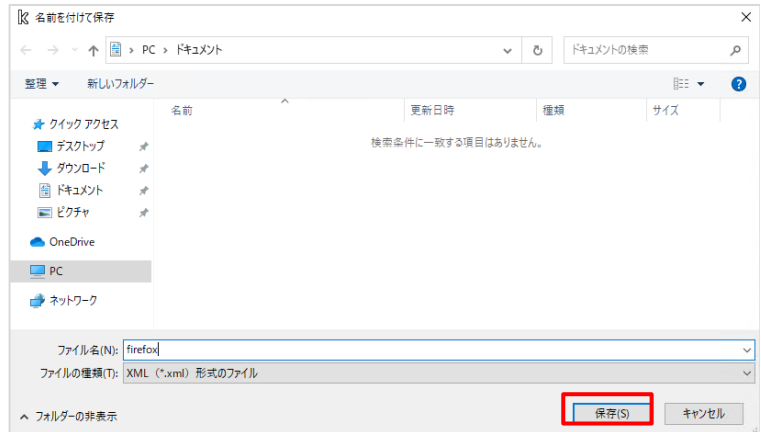 名前を付けて保存
PC › ドキュメント
ドキュメントの検索
整理 新しいフォルダー
名前 更新日時 種類 サイズ
検索条件に一致する項目はありません。
クイック アクセス
デスクトップ
ダウンロード
ドキュメント
ピクチャ
OneDrive
PC
ネットワーク
ファイル名(N): firefox
ファイルの種類(T): XML (*.xml) 形式のファイル
フォルダーの非表示
保存(S) キャンセル